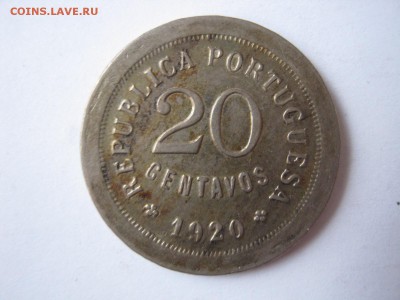 COINS.LAVE.RU
REPUBLICA PORTUGUESA
20
CENTAVOS
* 1920 *